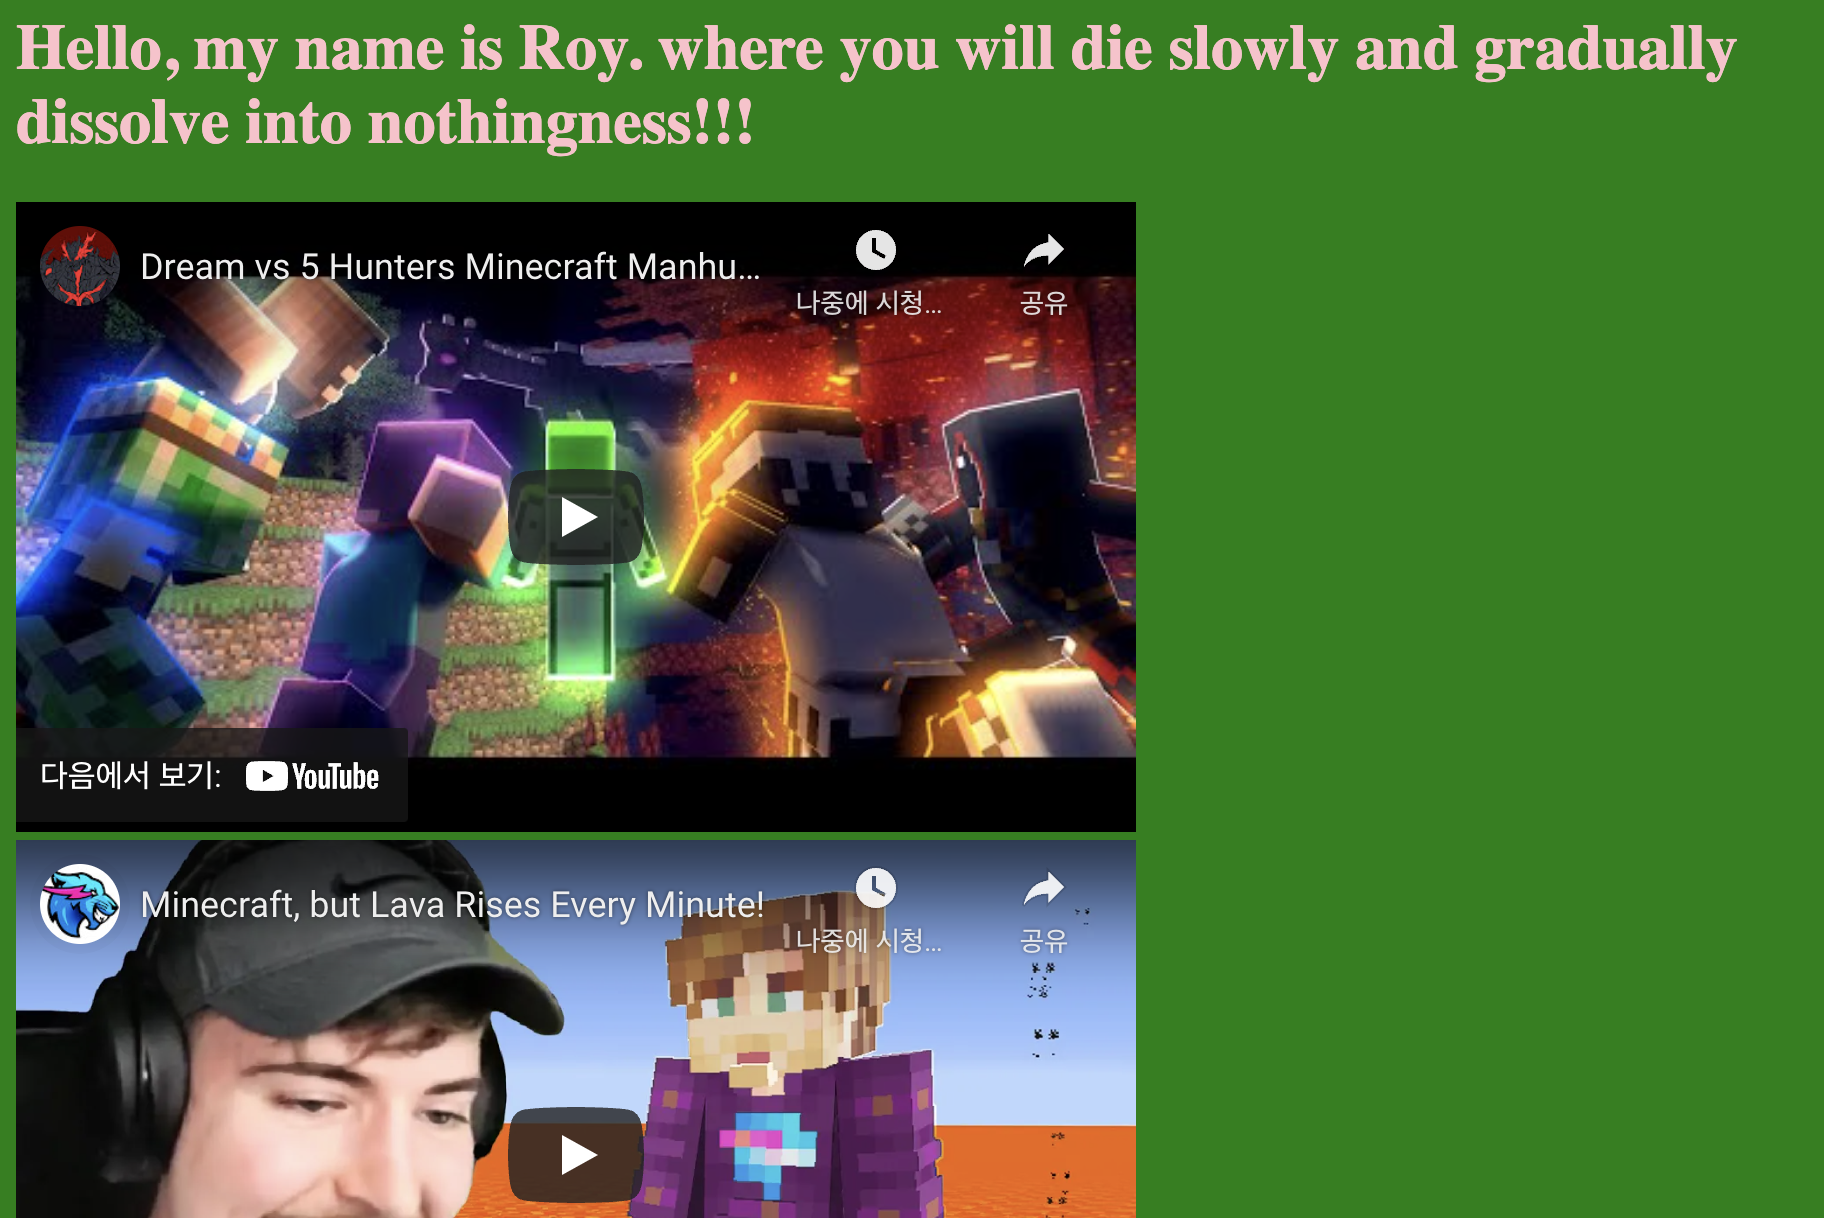 Hello, my name is Roy. where you will die slowly and gradually
dissolve into nothingness!!!
Dream vs 5 Hunters Minecraft Manhu...
나중에 시청...
공유
다음에서 보기: YouTube
Minecraft, but Lava Rises Every Minute!
나중에 시청...
공유